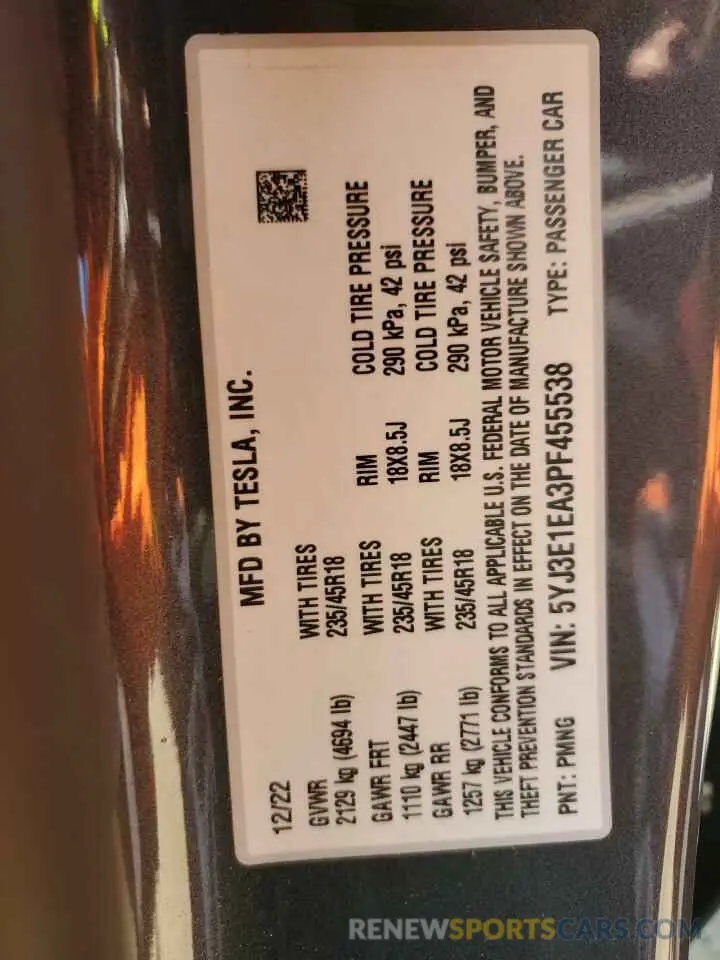 MFD BY TESLA, INC.
12/22
GVWR WITH TIRES
2129 kg (4694 lb) 235/45R18
GAWR FRT WITH TIRES RIM COLD TIRE PRESSURE
1110 kg (2447 lb) 235/45R18 18X8.5J 290 kPa, 42 psi
GAWR RR WITH TIRES RIM COLD TIRE PRESSURE
1257 kg (2771 lb) 235/45R18 18X8.5J 290 kPa, 42 psi
THIS VEHICLE CONFORMS TO ALL APPLICABLE U.S. FEDERAL MOTOR VEHICLE SAFETY, BUMPER, AND
THEFT PREVENTION STANDARDS IN EFFECT ON THE DATE OF MANUFACTURE SHOWN ABOVE.
PNT: PMNG VIN: 5YJ3E1EA3PF455538 TYPE: PASSENGER CAR
RENEWSPORTSCARS.COM